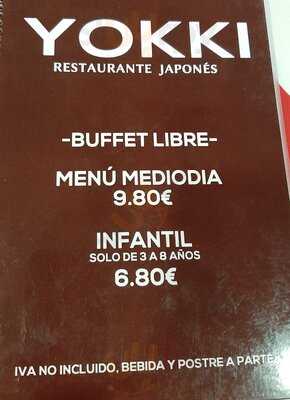 YOKKI
RESTAURANTE JAPONÉS
-BUFFET LIBRE-
MENÚ MEDIODIA
9.80€
INFANTIL
SOLO DE 3 A 8 AÑOS
6.80€
IVA NO INCLUIDO, BEBIDA Y POSTRE A PARTE